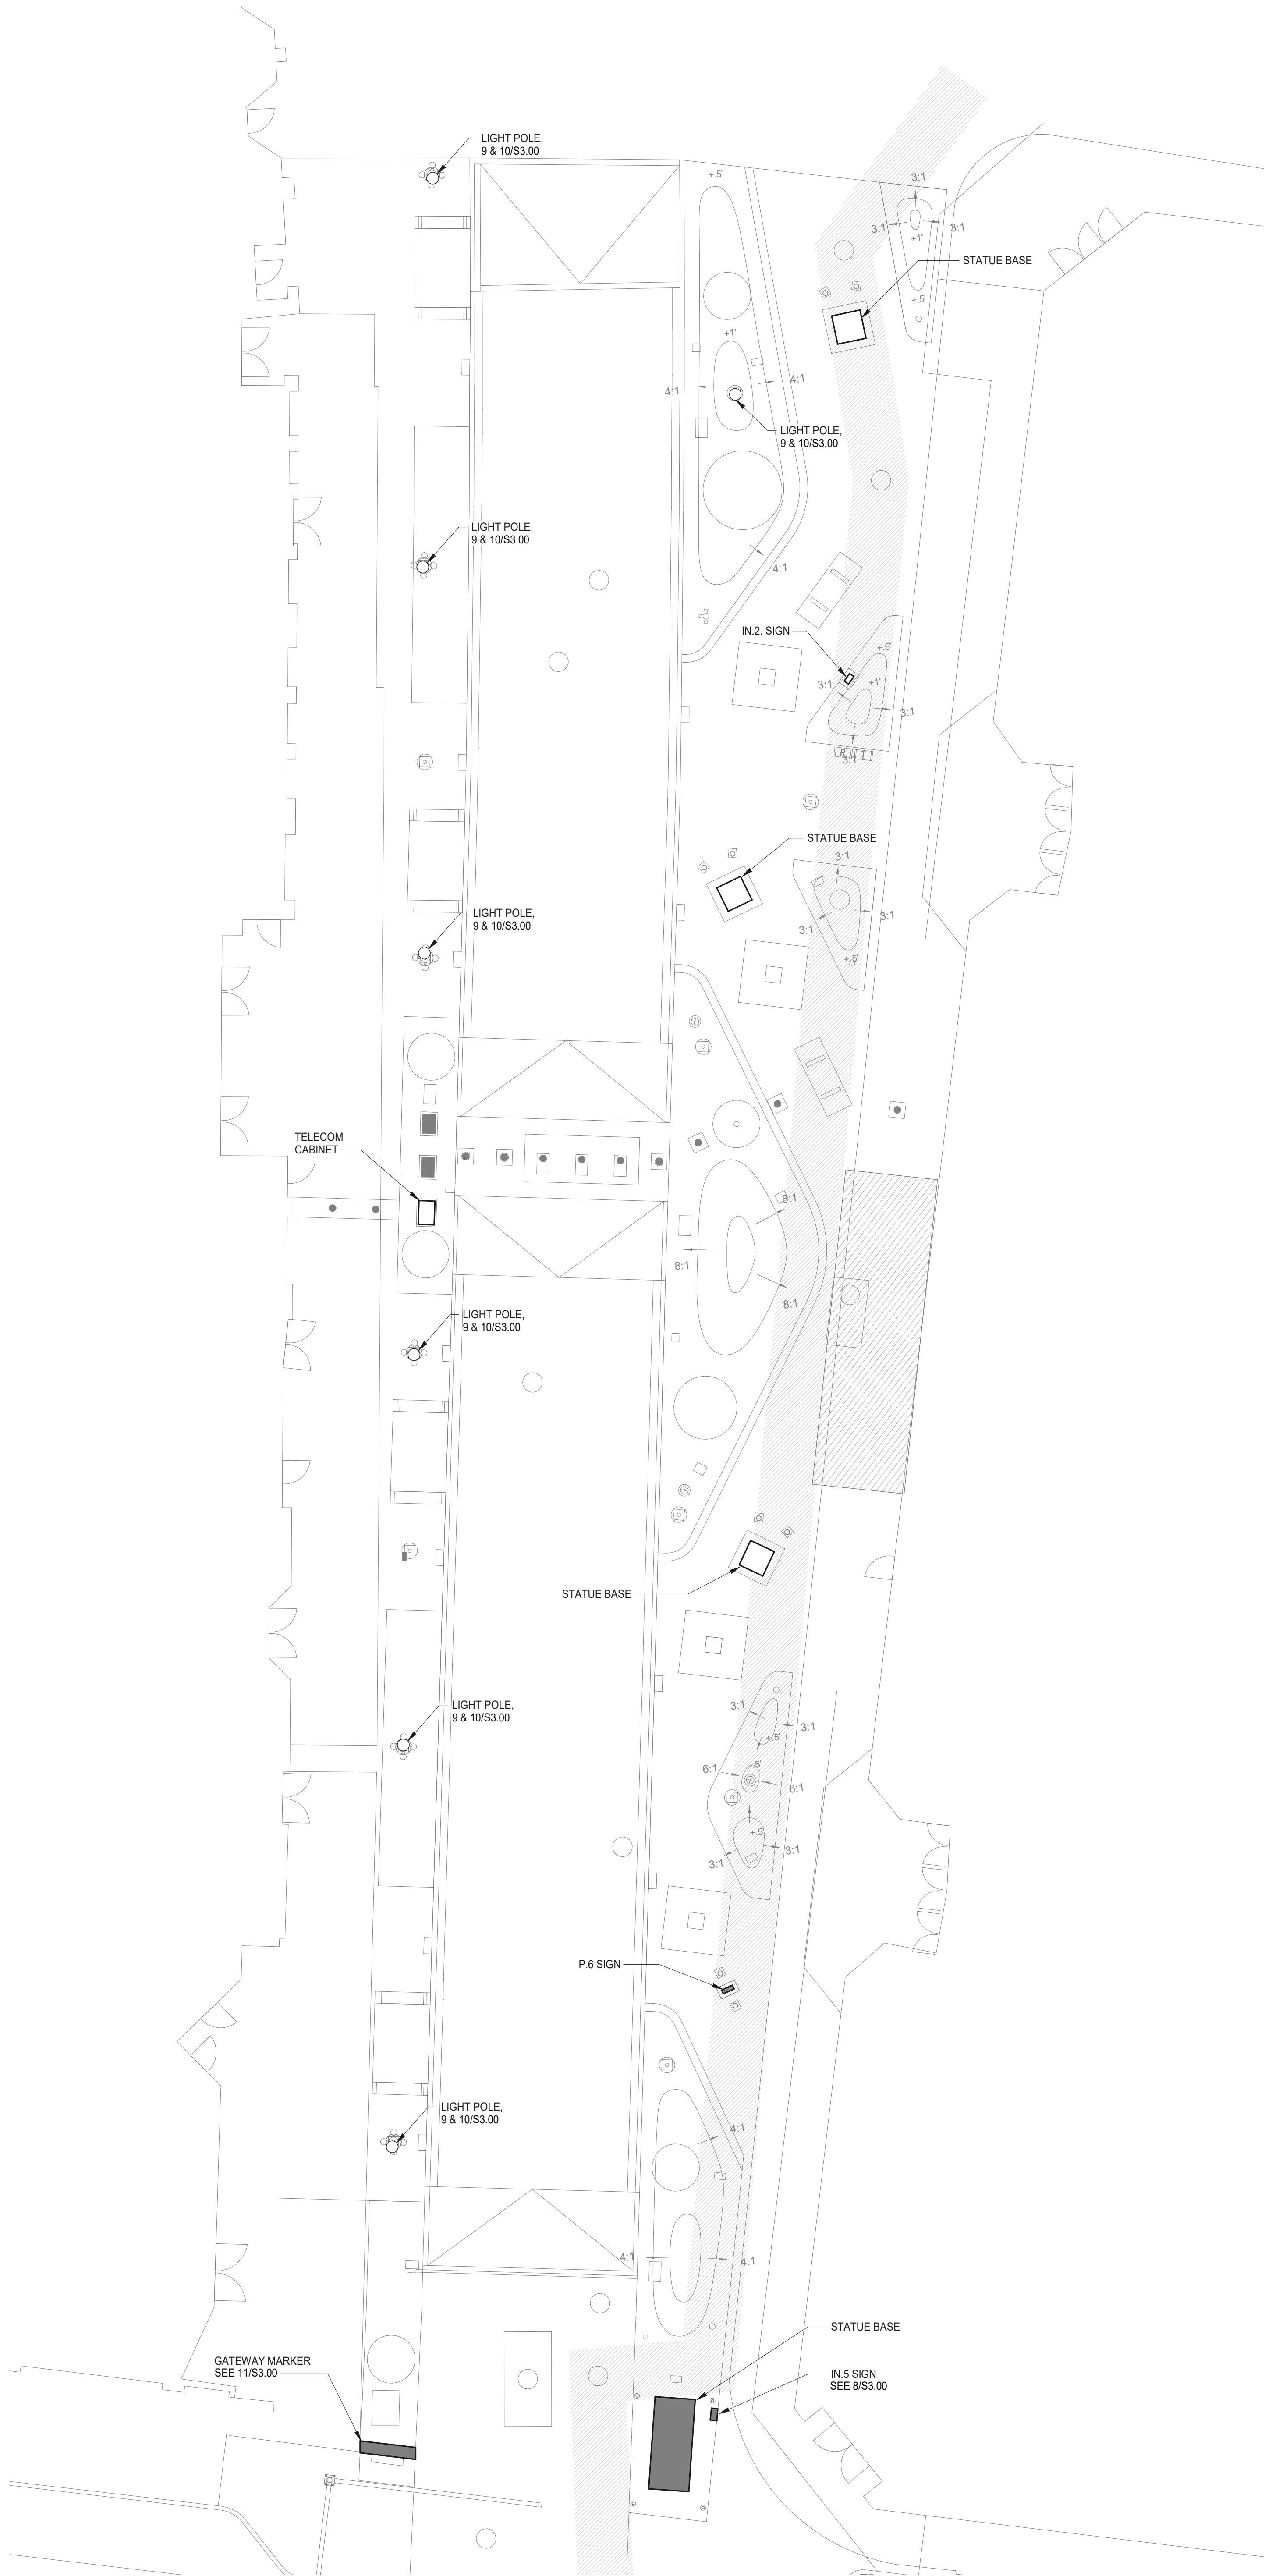 LIGHT POLE,
9 & 10/S3.00
+.5'
3:1
3:1
3:1
+1'
STATUE BASE
+.5'
+1'
4:1
4:1
LIGHT POLE,
9 & 10/S3.00
LIGHT POLE,
9 & 10/S3.00
4:1
IN.2. SIGN
+.5'
3:1
+1'
3:1
R T
3:1
STATUE BASE
3:1
LIGHT POLE,
9 & 10/S3.00
3:1
3:1
+.5'
TELECOM
CABINET
8:1
8:1
8:1
LIGHT POLE,
9 & 10/S3.00
STATUE BASE
LIGHT POLE,
9 & 10/S3.00
3:1
3:1
+.5'
6:1
-.5'
6:1
+.5'
3:1
3:1
P.6 SIGN
LIGHT POLE,
9 & 10/S3.00
4:1
4:1
4:1
STATUE BASE
GATEWAY MARKER
SEE 11/S3.00
IN.5 SIGN
SEE 8/S3.00